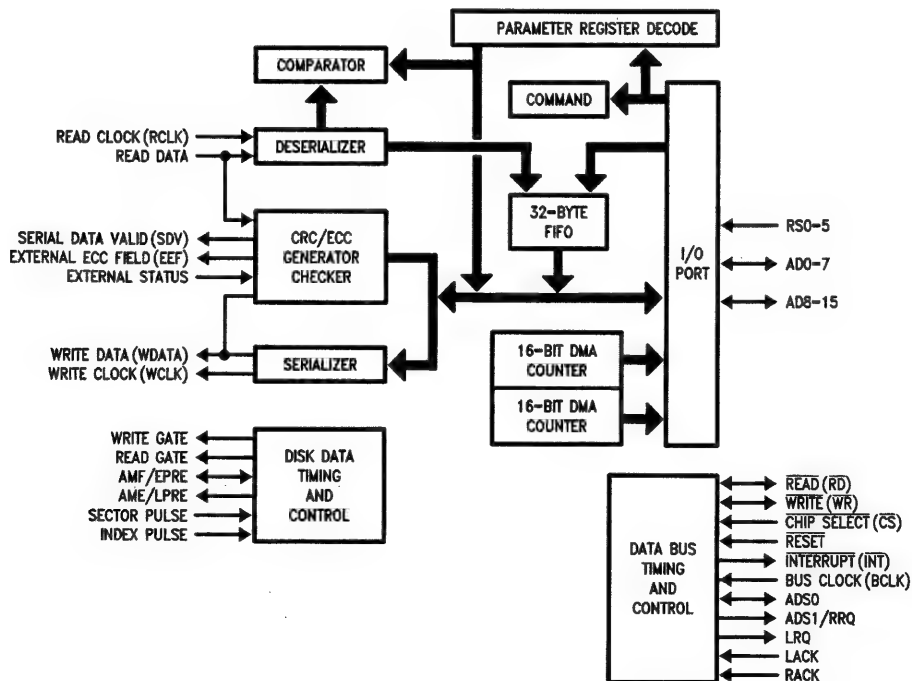 PARAMETER REGISTER DECODE
COMPARATOR
COMMAND
READ CLOCK (RCLK)
READ DATA
DESERIALIZER
32-BYTE
FIFO
SERIAL DATA VALID (SDV)
EXTERNAL ECC FIELD (EEF)
EXTERNAL STATUS
CRC/ECC
GENERATOR
CHECKER
I/O
PORT
RS0-5
AD0-7
AD8-15
WRITE DATA (WDATA)
WRITE CLOCK (WCLK)
SERIALIZER
16-BIT DMA
COUNTER
16-BIT DMA
COUNTER
WRITE GATE
READ GATE
AMF/EPRE
AME/LPRE
SECTOR PULSE
INDEX PULSE
DISK DATA
TIMING
AND
CONTROL
DATA BUS
TIMING
AND
CONTROL
READ (RD)
WRITE (WR)
CHIP SELECT (CS)
RESET
INTERRUPT (INT)
BUS CLOCK (BCLK)
ADS0
ADS1/RRQ
LRQ
LACK
RACK